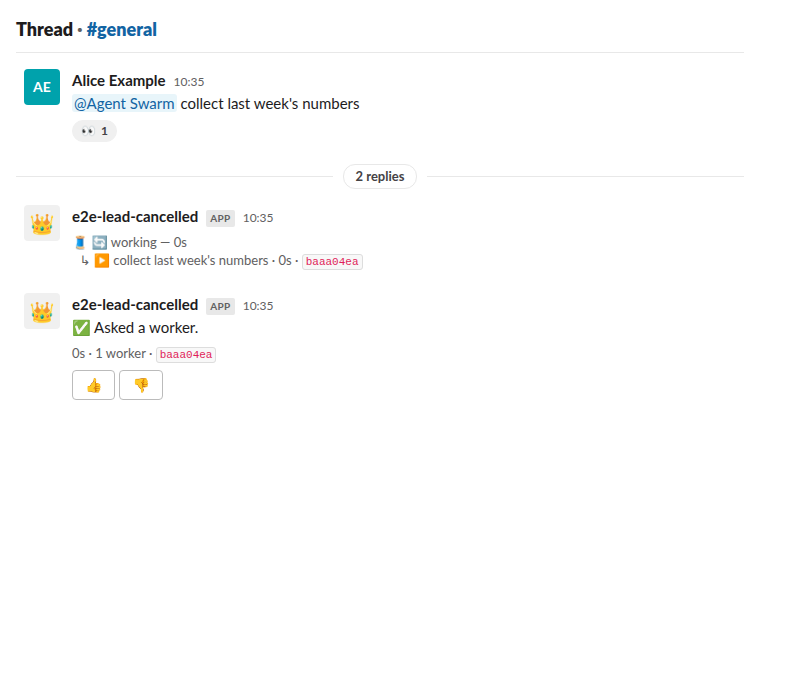 Thread • #general
AE
Alice Example 10:35
@Agent Swarm collect last week's numbers
👀 1
2 replies
e2e-lead-cancelled APP 10:35
🧵 🔄 working — 0s
↳ ▶️ collect last week's numbers · 0s · baaa04ea
e2e-lead-cancelled APP 10:35
✅ Asked a worker.
0s · 1 worker · baaa04ea
👍 👎